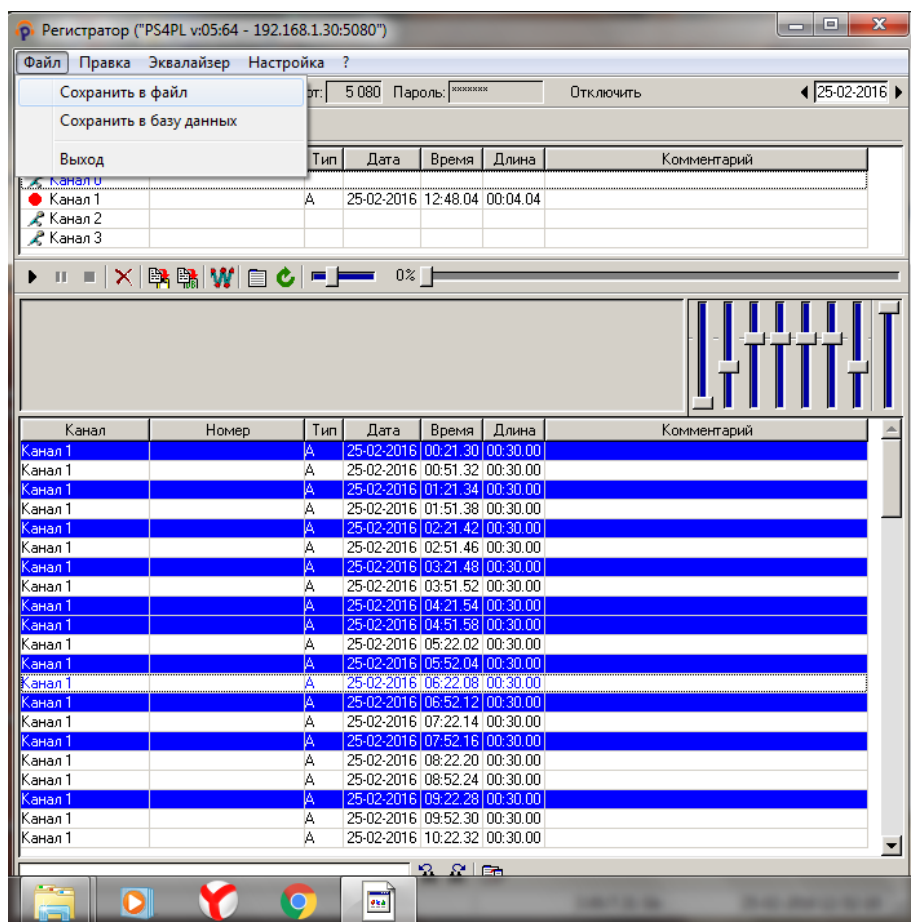 Регистратор ("PS4PL v:05:64 - 192.168.1.30:5080")
Файл Правка Эквалайзер Настройка ?
Сохранить в файл
5 080 Пароль: ******* Отключить 25-02-2016
Сохранить в базу данных
Выход
Тип Дата Время Длина Комментарий
Канал 0
Канал 1 A 25-02-2016 12:48.04 00:04.04
Канал 2
Канал 3
0%
Канал Номер Тип Дата Время Длина Комментарий
Канал 1 A 25-02-2016 00:21.30 00:30.00
Канал 1 A 25-02-2016 00:51.32 00:30.00
Канал 1 A 25-02-2016 01:21.34 00:30.00
Канал 1 A 25-02-2016 01:51.38 00:30.00
Канал 1 A 25-02-2016 02:21.42 00:30.00
Канал 1 A 25-02-2016 02:51.46 00:30.00
Канал 1 A 25-02-2016 03:21.48 00:30.00
Канал 1 A 25-02-2016 03:51.52 00:30.00
Канал 1 A 25-02-2016 04:21.54 00:30.00
Канал 1 A 25-02-2016 04:51.58 00:30.00
Канал 1 A 25-02-2016 05:22.02 00:30.00
Канал 1 A 25-02-2016 05:52.04 00:30.00
Канал 1 A 25-02-2016 06:22.08 00:30.00
Канал 1 A 25-02-2016 06:52.12 00:30.00
Канал 1 A 25-02-2016 07:22.14 00:30.00
Канал 1 A 25-02-2016 07:52.16 00:30.00
Канал 1 A 25-02-2016 08:22.20 00:30.00
Канал 1 A 25-02-2016 08:52.24 00:30.00
Канал 1 A 25-02-2016 09:22.28 00:30.00
Канал 1 A 25-02-2016 09:52.30 00:30.00
Канал 1 A 25-02-2016 10:22.32 00:30.00